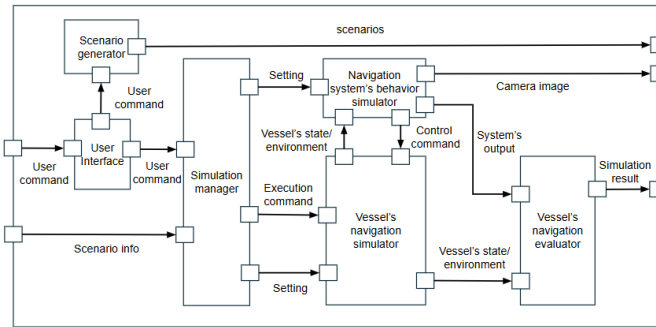 scenarios
Scenario
generator
User
command
User
Interface
User
command
User
command
Scenario info
Simulation
manager
Setting
Execution
command
Setting
Navigation
system's behavior
simulator
Camera image
Vessel's state/
environment
Control
command
System's
output
Vessel's
navigation
simulator
Vessel's state/
environment
Vessel's
navigation
evaluator
Simulation
result